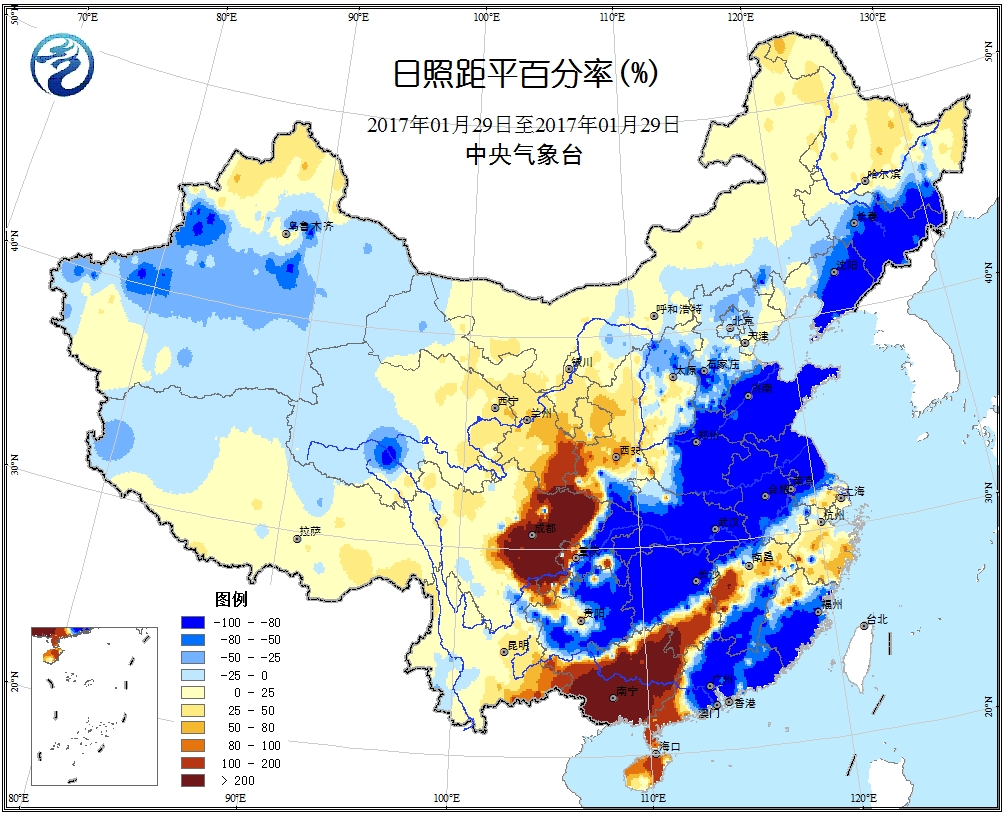 50°N 70°E 80°E 90°E 100°E 110°E 120°E 130°E
50°N
日照距平百分率(%)
2017年01月29日至2017年01月29日
中央气象台
哈尔滨
长春
乌鲁木齐
40°N
沈阳
40°N
呼和浩特
北京
天津
银川
石家庄
太原
济南
西宁
兰州
郑州
西安
30°N
上海
30°N
合肥
南京
杭州
武汉
拉萨
成都
重庆
南昌
长沙
图例
-100 - -80
-80 - -50
-50 - -25
-25 - 0
0 - 25
25 - 50
50 - 80
80 - 100
100 - 200
> 200
贵阳
福州
台北
昆明
20°N
南宁
广州
香港
澳门
20°N
海口
80°E 90°E 100°E 110°E 120°E